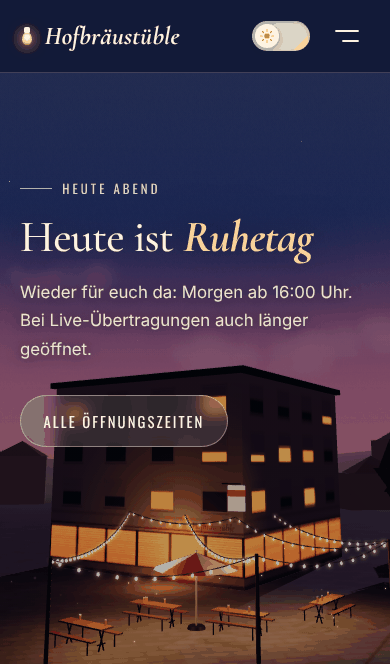 Hofbräustüble
HEUTE ABEND
Heute ist Ruhetag
Wieder für euch da: Morgen ab 16:00 Uhr.
Bei Live-Übertragungen auch länger
geöffnet.
ALLE ÖFFNUNGSZEITEN